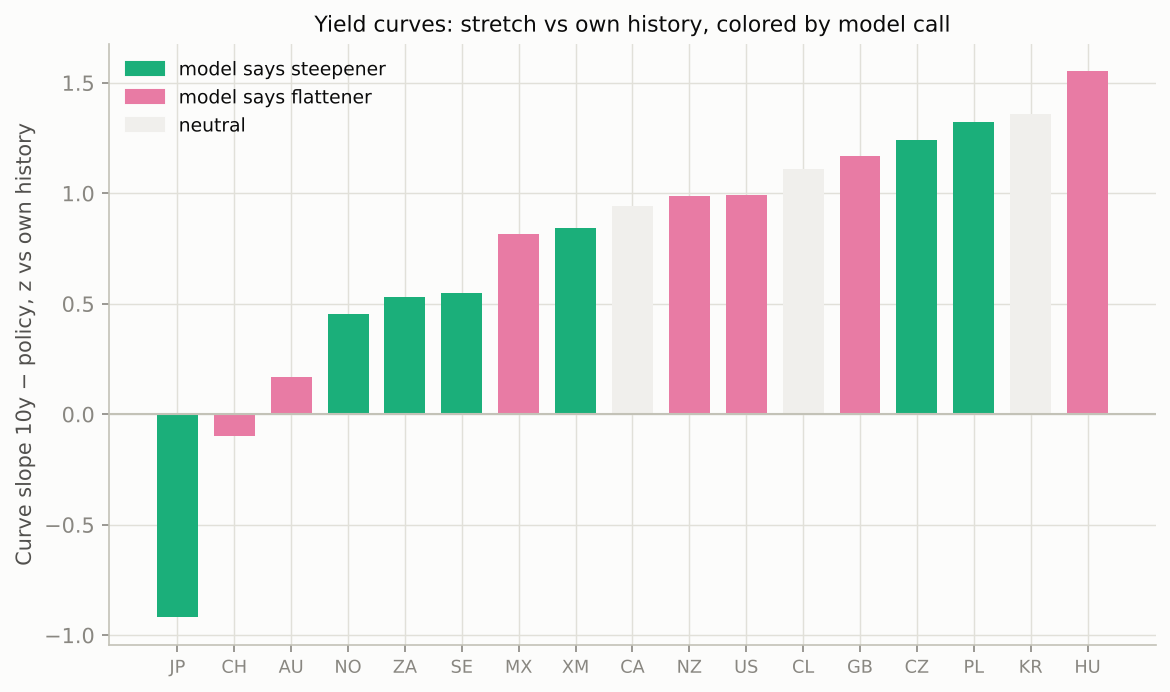 Yield curves: stretch vs own history, colored by model call
model says steepener
model says flattener
neutral
Curve slope 10y − policy, z vs own history
1.5
1.0
0.5
0.0
−0.5
−1.0
JP CH AU NO ZA SE MX XM CA NZ US CL GB CZ PL KR HU